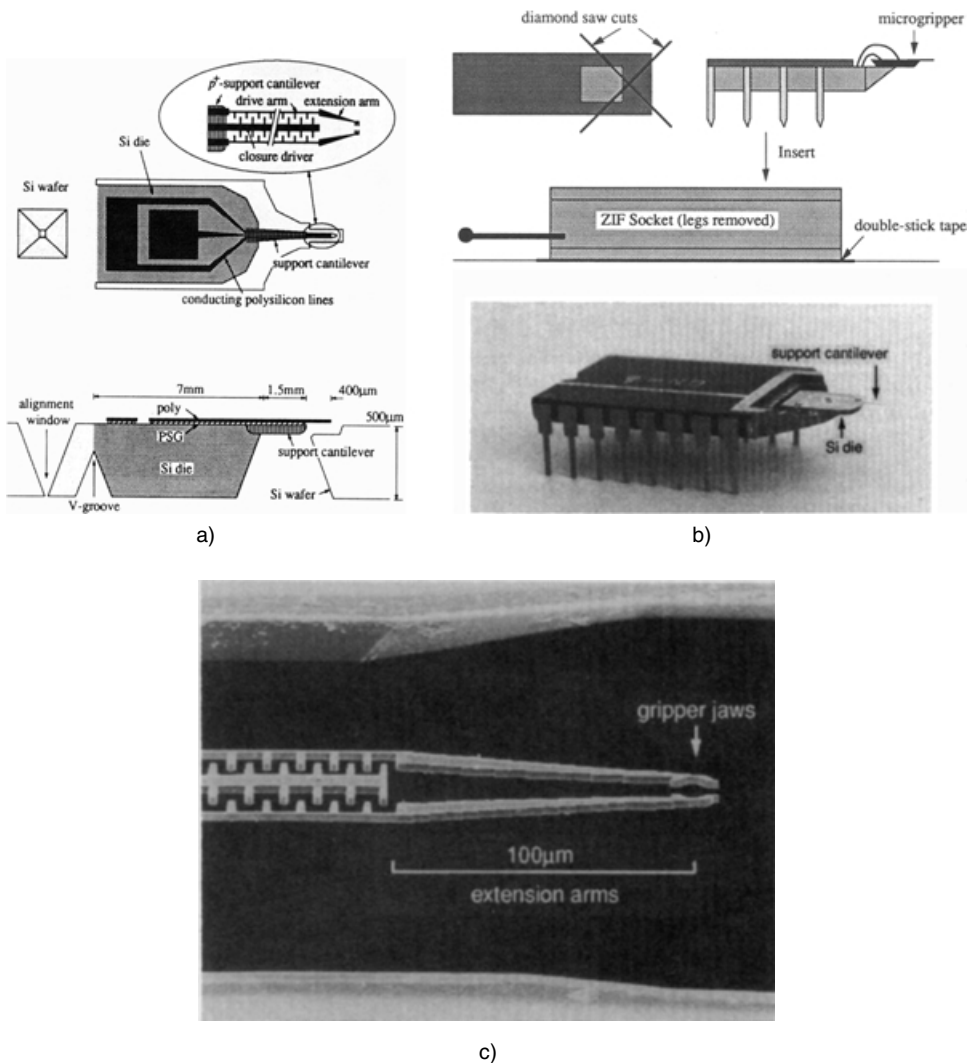 p+-support cantilever
drive arm
extension arm
closure driver
Si die
Si wafer
support cantilever
conducting polysilicon lines
7mm
1.5mm
400µm
alignment
window
poly
PSG
500µm
support cantilever
Si die
Si wafer
V-groove
a)
diamond saw cuts
microgripper
Insert
ZIF Socket (legs removed)
double-stick tape
support cantilever
Si die
b)
gripper jaws
100µm
extension arms
c)